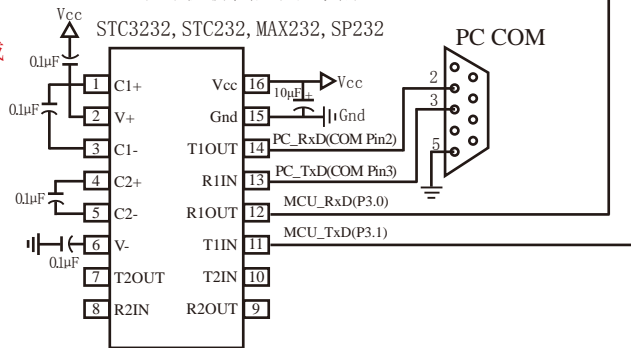 Vcc
STC3232, STC232, MAX232, SP232
PC COM
0.1μF
1 C1+ Vcc 16 Vcc
0.1μF
10μF +
2 V+ Gnd 15 Gnd
2
3
PC_RxD(COM Pin2)
3 C1- T1OUT 14
PC_TxD(COM Pin3)
4 C2+ R1IN 13
5
0.1μF
MCU_RxD(P3.0)
5 C2- R1OUT 12
MCU_TxD(P3.1)
6 V- T1IN 11
0.1μF
7 T2OUT T2IN 10
8 R2IN R2OUT 9